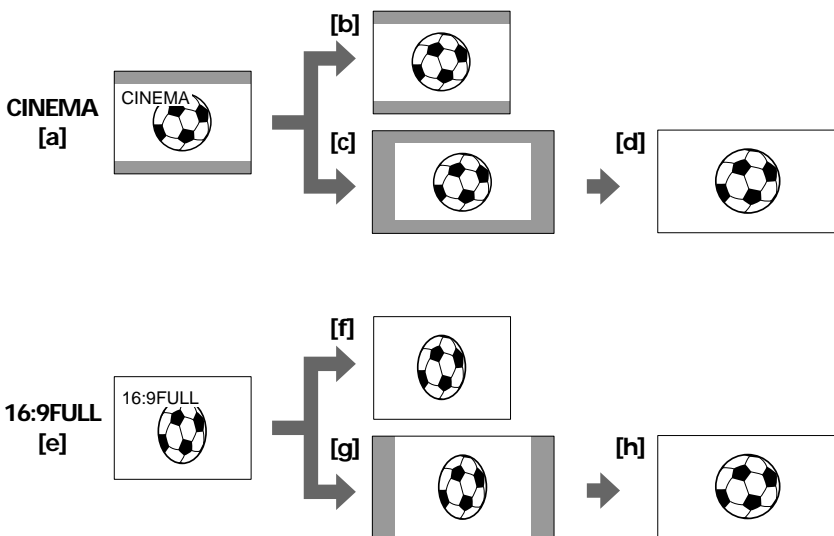 [b]
CINEMA
CINEMA
[a]
[c]
[d]
[f]
16:9FULL
16:9FULL
[e]
[g]
[h]